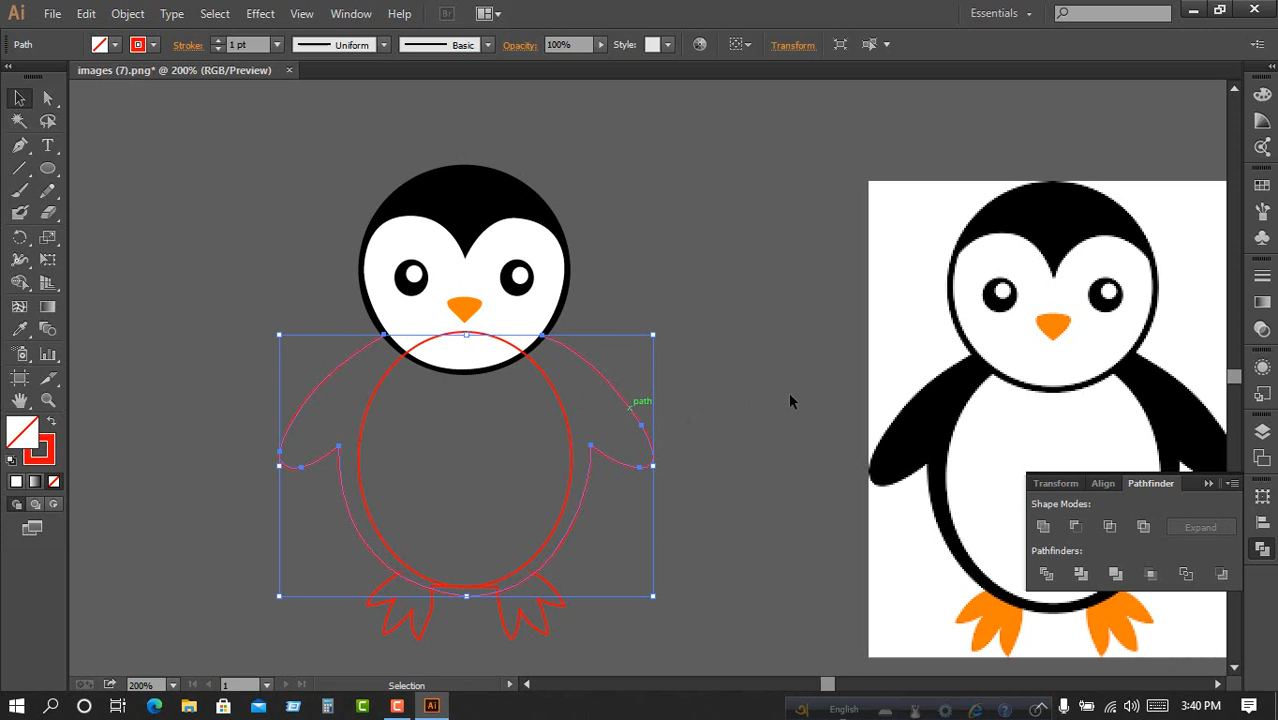 Ai File Edit Object Type Select Effect View Window Help Br Essentials
Path Stroke: 1 pt Uniform Basic Opacity: 100% Style: Transform
images (7).png* @ 200% (RGB/Preview)
path
Transform Align Pathfinder
Shape Modes:
Expand
Pathfinders:
200% 1 Selection
English
3:40 PM